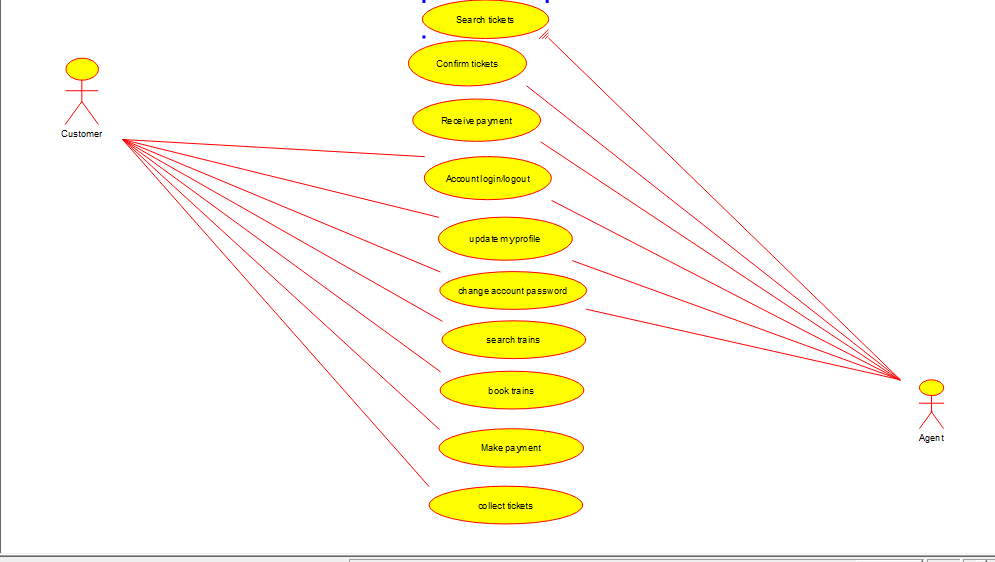 Search tickets
Confirm tickets
Customer
Receive payment
Account login/logout
update myprofile
change account password
search trains
book trains
Agent
Make payment
collect tickets